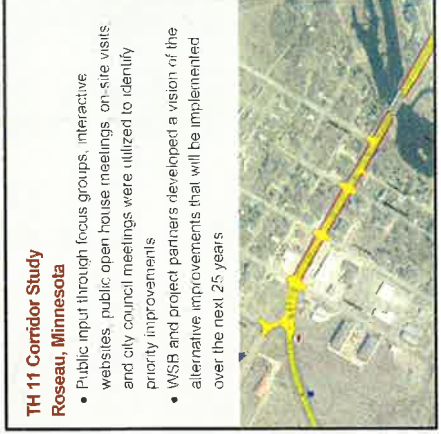 TH 11 Corridor Study
Roseau, Minnesota
• Public input through focus groups, interactive
websites, public open house meetings, on-site visits,
and city council meetings were utilized to identify
priority improvements
• WSB and project partners developed a vision of the
alternative improvements that will be implemented
over the next 25 years